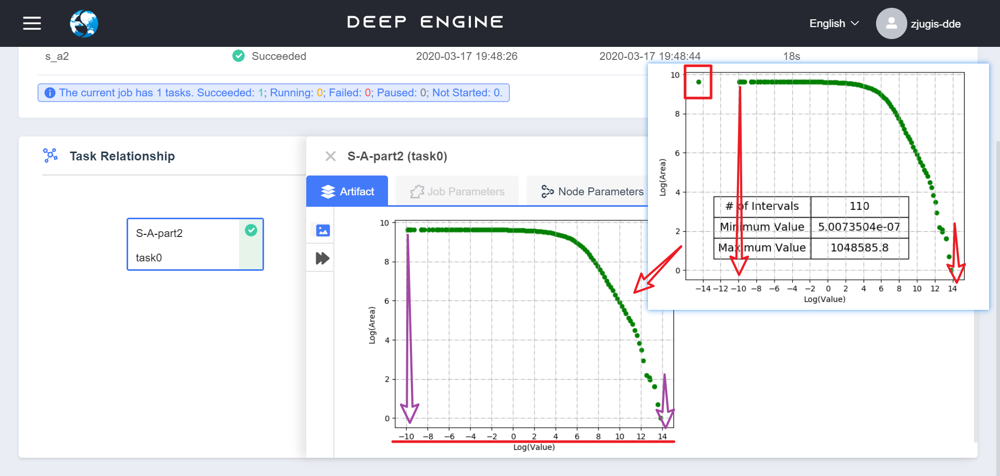 DEEP ENGINE
English
zjugis-dde
s_a2 Succeeded 2020-03-17 19:48:26 2020-03-17 19:48:44 18s
The current job has 1 tasks. Succeeded: 1; Running: 0; Failed: 0; Paused: 0; Not Started: 0.
Task Relationship
S-A-part2
task0
S-A-part2 (task0)
Artifact
Job Parameters
Node Parameters
10
8
6
4
2
0
Log(Area)
−10 −8 −6 −4 −2 0 2 4 6 8 10 12 14
Log(Value)
10
8
6
4
2
0
Log(Area)
# of Intervals 110
Minimum Value 5.0073504e-07
Maximum Value 1048585.8
−14 −12 −10 −8 −6 −4 −2 0 2 4 6 8 10 12 14
Log(Value)